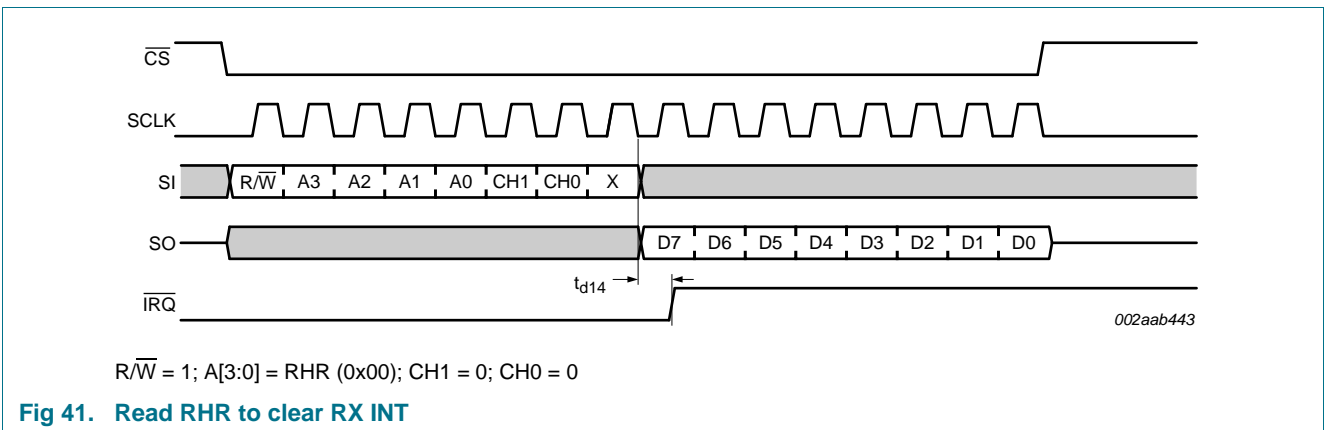 CS
SCLK
SI R/W A3 A2 A1 A0 CH1 CH0 X
SO D7 D6 D5 D4 D3 D2 D1 D0
td14
IRQ
002aab443
R/W = 1; A[3:0] = RHR (0x00); CH1 = 0; CH0 = 0
Fig 41. Read RHR to clear RX INT